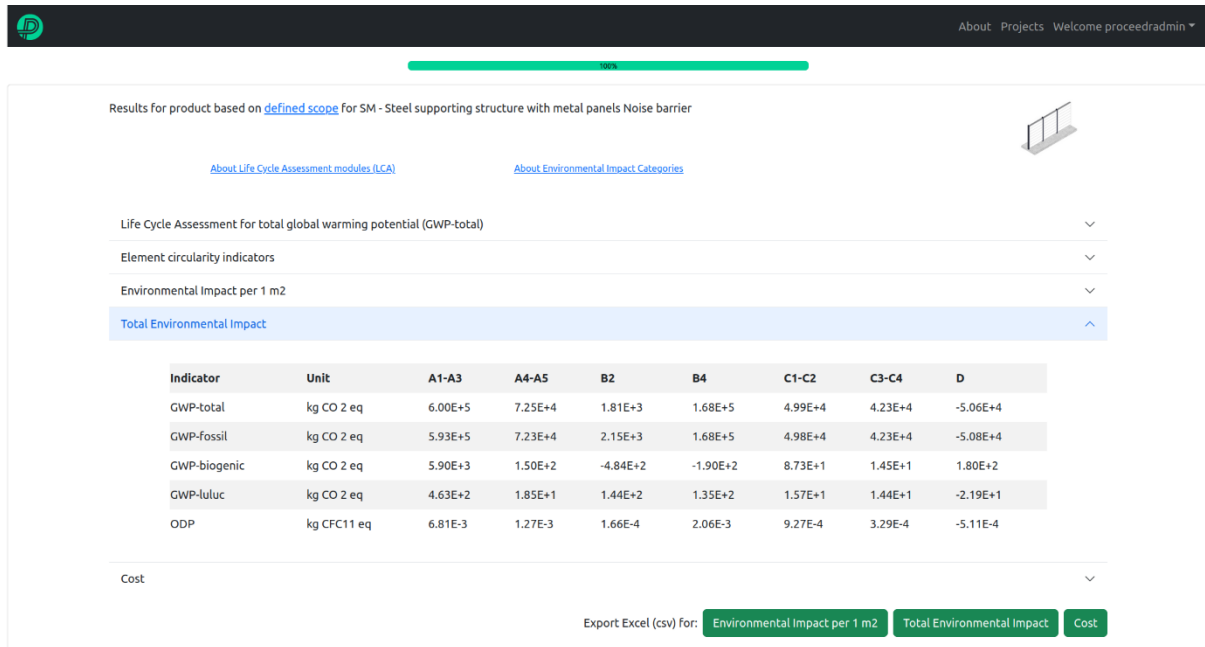 About Projects Welcome proceedradmin
100%
Results for product based on defined scope for SM - Steel supporting structure with metal panels Noise barrier
About Life Cycle Assessment modules (LCA) About Environmental Impact Categories
Life Cycle Assessment for total global warming potential (GWP-total)
Element circularity indicators
Environmental Impact per 1 m2
Total Environmental Impact
Indicator Unit A1-A3 A4-A5 B2 B4 C1-C2 C3-C4 D
GWP-total kg CO 2 eq 6.00E+5 7.25E+4 1.81E+3 1.68E+5 4.99E+4 4.23E+4 -5.06E+4
GWP-fossil kg CO 2 eq 5.93E+5 7.23E+4 2.15E+3 1.68E+5 4.98E+4 4.23E+4 -5.08E+4
GWP-biogenic kg CO 2 eq 5.90E+3 1.50E+2 -4.84E+2 -1.90E+2 8.73E+1 1.45E+1 1.80E+2
GWP-luluc kg CO 2 eq 4.63E+2 1.85E+1 1.44E+2 1.35E+2 1.57E+1 1.44E+1 -2.19E+1
ODP kg CFC11 eq 6.81E-3 1.27E-3 1.66E-4 2.06E-3 9.27E-4 3.29E-4 -5.11E-4
Cost
Export Excel (csv) for: Environmental Impact per 1 m2 Total Environmental Impact Cost